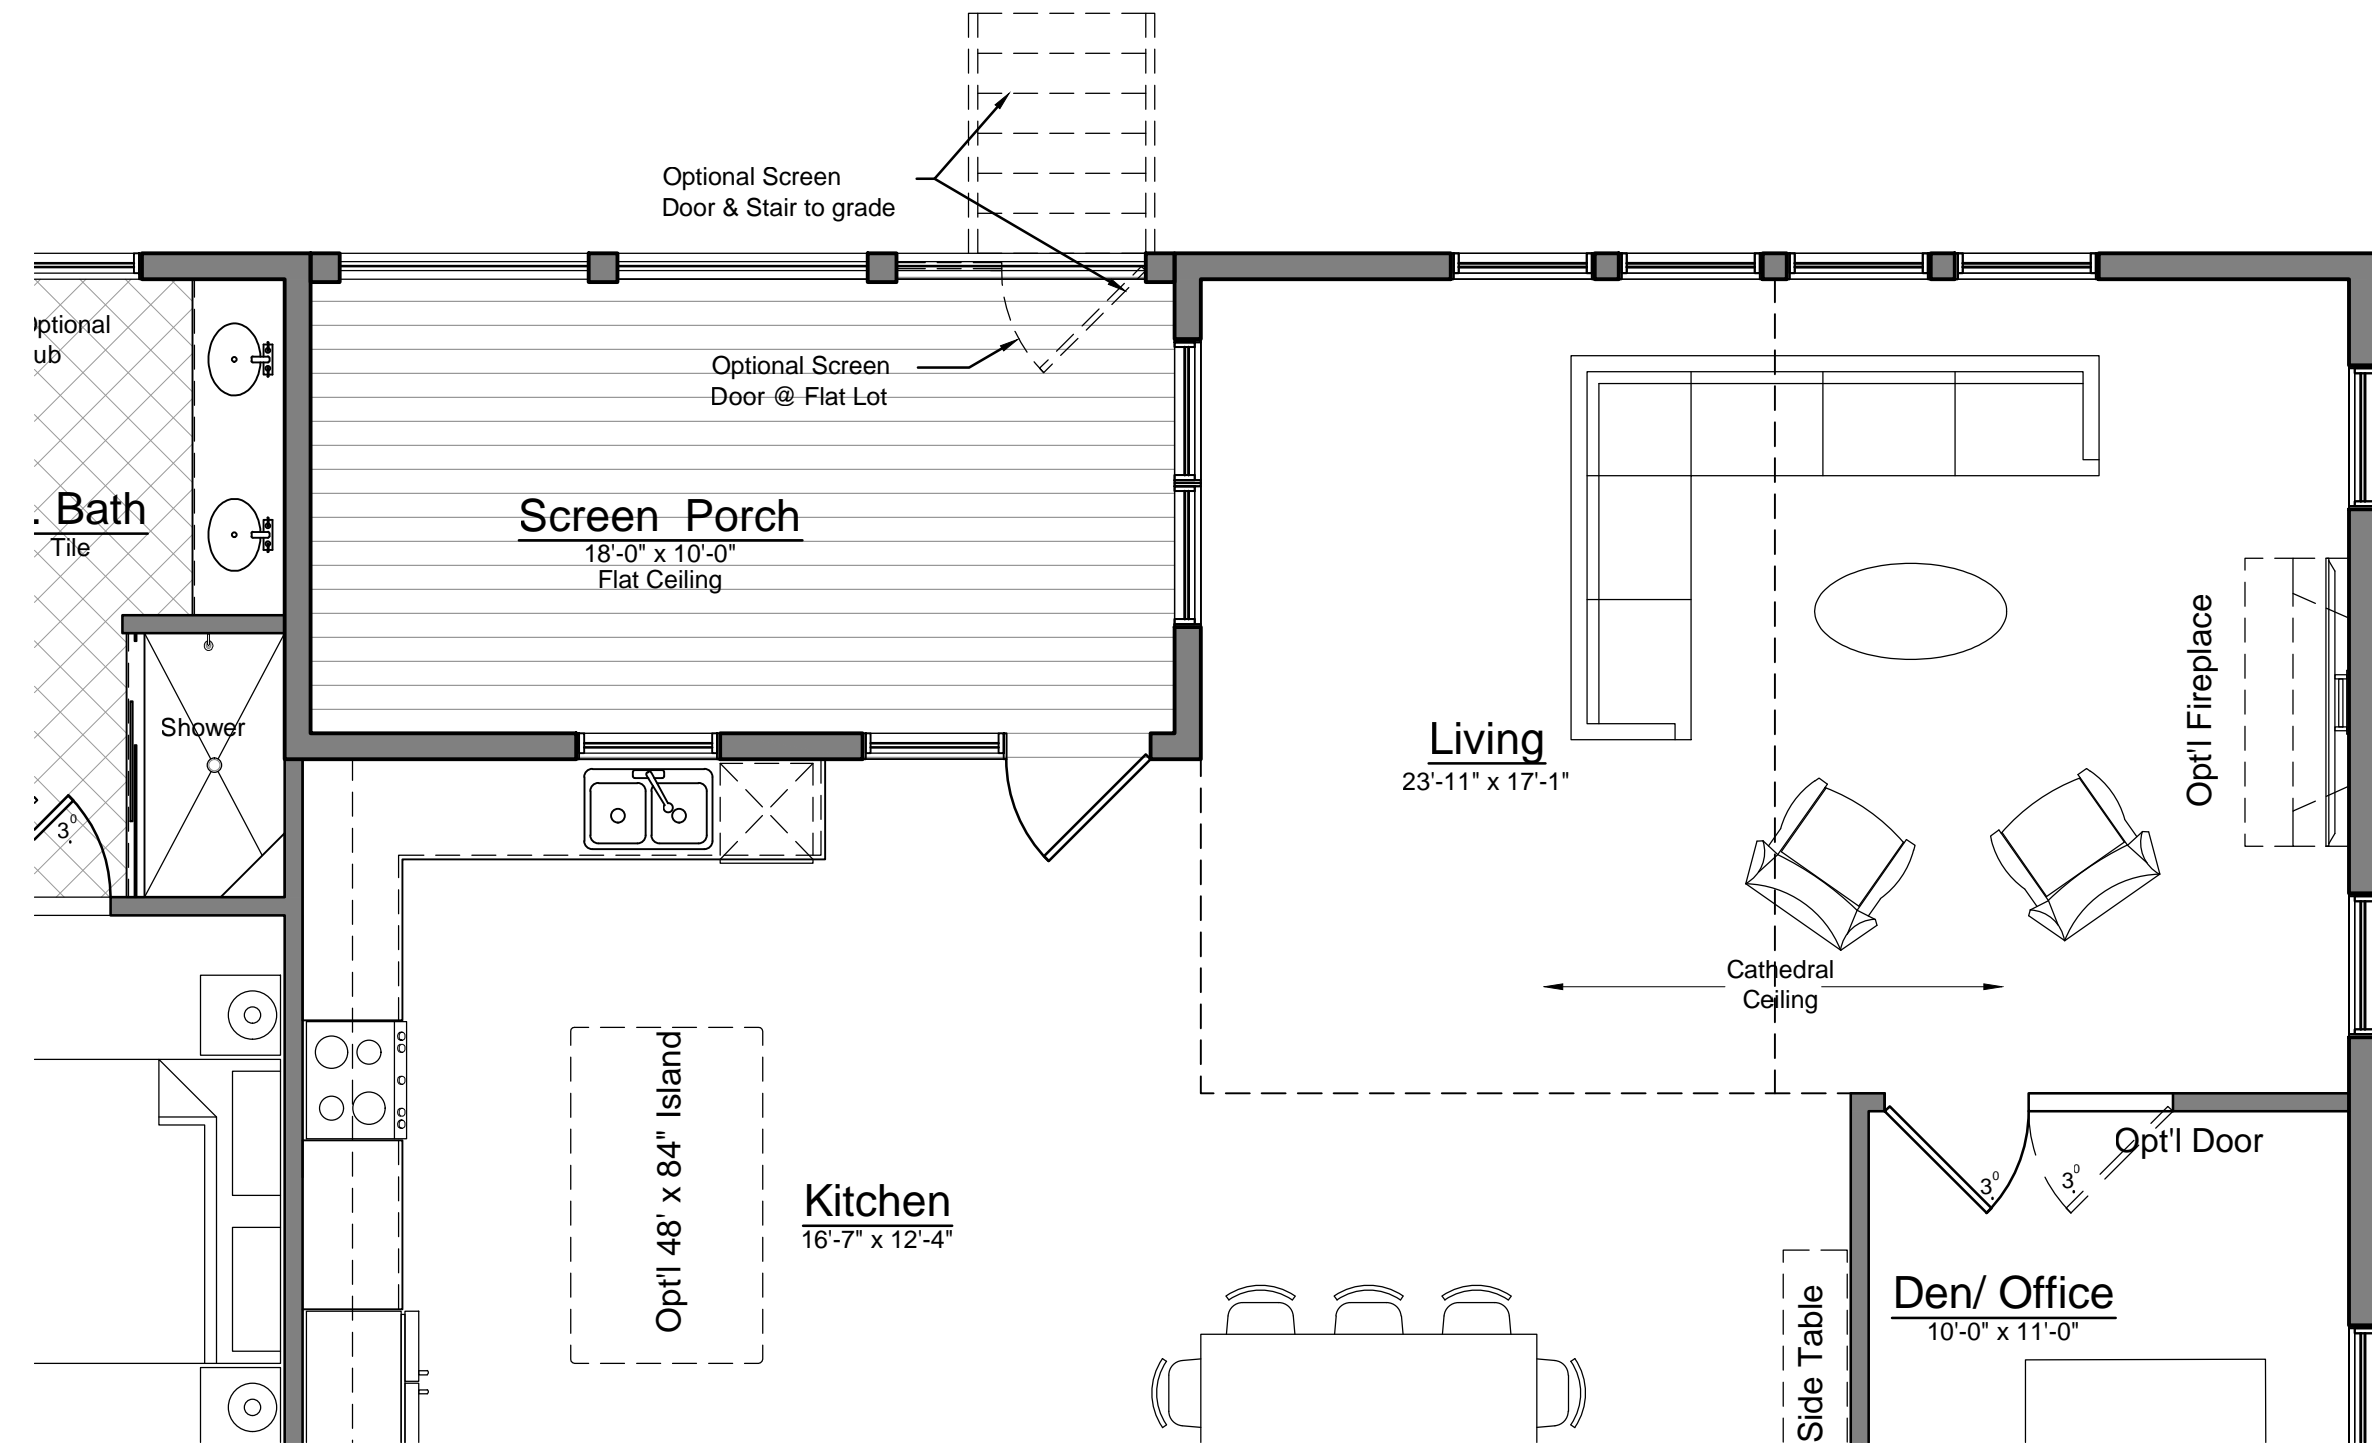 Optional Screen
Door & Stair to grade
Optional Screen
Door @ Flat Lot
ptional
ub
. Bath
Tile
Screen Porch
18'-0" x 10'-0"
Flat Ceiling
Shower
3⁰
Living
23'-11" x 17'-1"
Opt'l Fireplace
Cathedral
Ceiling
Opt'l 48' x 84" Island
Kitchen
16'-7" x 12'-4"
Opt'l Door
3⁰
3⁰
Den/ Office
10'-0" x 11'-0"
Side Table